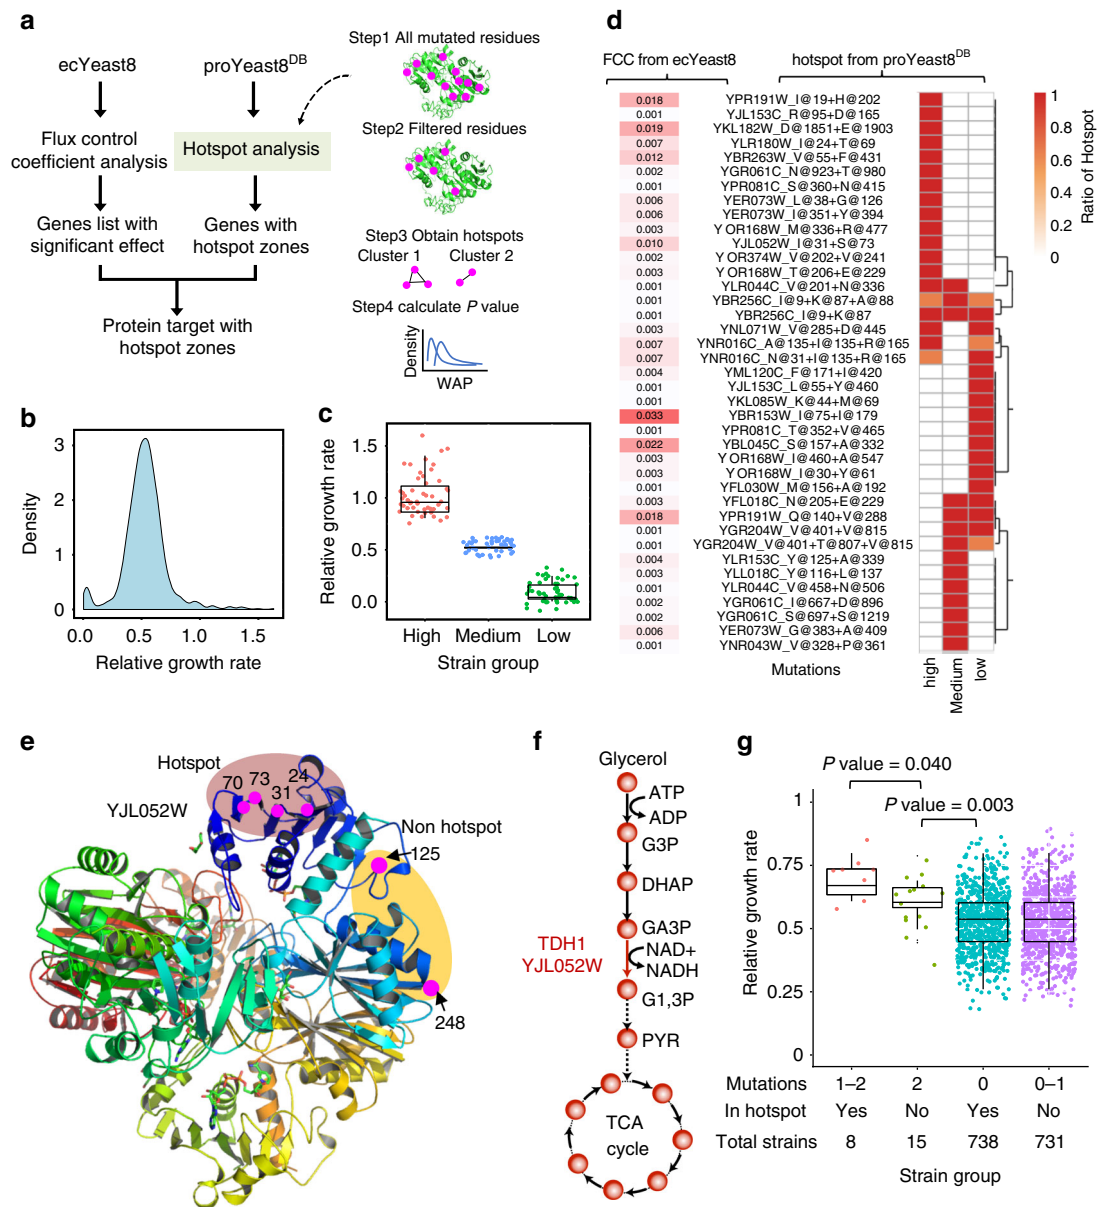 a
ecYeast8
proYeast8DB
Flux control
coefficient analysis
Hotspot analysis
Genes list with
significant effect
Genes with
hotspot zones
Protein target with
hotspot zones
Step1 All mutated residues
Step2 Filtered residues
Step3 Obtain hotspots
Cluster 1
Cluster 2
Step4 calculate P value
Density
WAP
b
3
2
1
0
Density
0.0
0.5
1.0
1.5
Relative growth rate
c
1.5
1.0
0.5
0.0
Relative growth rate
High
Medium
Low
Strain group
d
FCC from ecYeast8
hotspot from proYeast8DB
0.018 YPR191W_I@19+H@202
0.001 YJL153C_R@95+D@165
0.019 YKL182W_D@1851+E@1903
0.007 YLR180W_I@24+T@69
0.012 YBR263W_V@55+F@431
0.002 YGR061C_N@923+T@980
0.001 YPR081C_S@360+N@415
0.006 YER073W_L@38+G@126
0.006 YER073W_I@351+Y@394
0.003 YOR168W_M@336+R@477
0.010 YJL052W_I@31+S@73
0.002 YOR374W_V@202+V@241
0.003 YOR168W_T@206+E@229
0.001 YLR044C_V@201+N@336
0.001 YBR256C_I@9+K@87+A@88
0.001 YBR256C_I@9+K@87
0.003 YNL071W_V@285+D@445
0.007 YNR016C_A@135+I@135+R@165
0.007 YNR016C_N@31+I@135+R@165
0.004 YML120C_F@171+I@420
0.001 YJL153C_L@55+Y@460
0.001 YKL085W_K@44+M@69
0.033 YBR153W_I@75+I@179
0.001 YPR081C_T@352+V@465
0.022 YBL045C_S@157+A@332
0.003 YOR168W_I@460+A@547
0.003 YOR168W_I@30+Y@61
0.001 YFL030W_M@156+A@192
0.003 YFL018C_N@205+E@229
0.018 YPR191W_Q@140+V@288
0.001 YGR204W_V@401+V@815
0.001 YGR204W_V@401+T@807+V@815
0.004 YLR153C_Y@125+A@339
0.003 YLL018C_Y@116+L@137
0.001 YLR044C_V@458+N@506
0.002 YGR061C_I@667+D@896
0.002 YGR061C_S@697+S@1219
0.006 YER073W_G@383+A@409
0.001 YNR043W_V@328+P@361
Mutations
high
Medium
low
1
0.8
0.6
0.4
0.2
0
Ratio of Hotspot
e
Hotspot
70
73
31
24
YJL052W
Non hotspot
125
248
f
Glycerol
ATP
ADP
G3P
DHAP
GA3P
TDH1
YJL052W
NAD+
NADH
G1,3P
PYR
TCA
cycle
g
P value = 0.040
P value = 0.003
1
0.75
0.5
0.25
0
Relative growth rate
Mutations 1–2 2 0 0–1
In hotspot Yes No Yes No
Total strains 8 15 738 731
Strain group